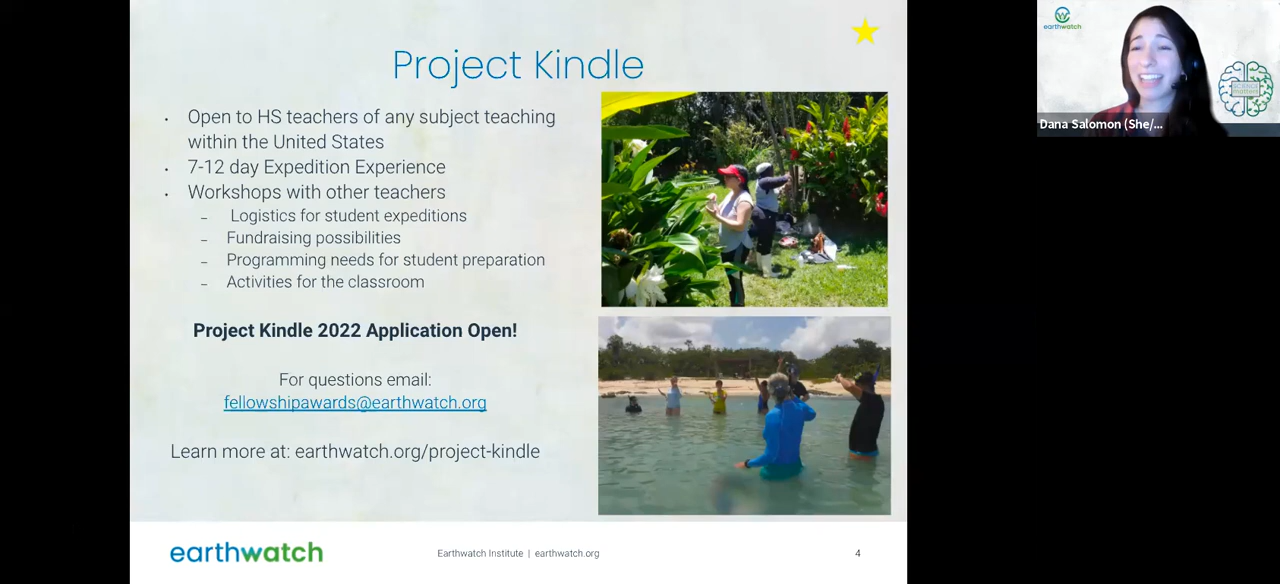 Project Kindle
Open to HS teachers of any subject teaching
within the United States
7-12 day Expedition Experience
Workshops with other teachers
Logistics for student expeditions
Fundraising possibilities
Programming needs for student preparation
Activities for the classroom
Project Kindle 2022 Application Open!
For questions email:
fellowshipawards@earthwatch.org
Learn more at: earthwatch.org/project-kindle
earthwatch
Earthwatch Institute | earthwatch.org
4
earthwatch
SCIENCE
matters
Dana Salomon (She/...